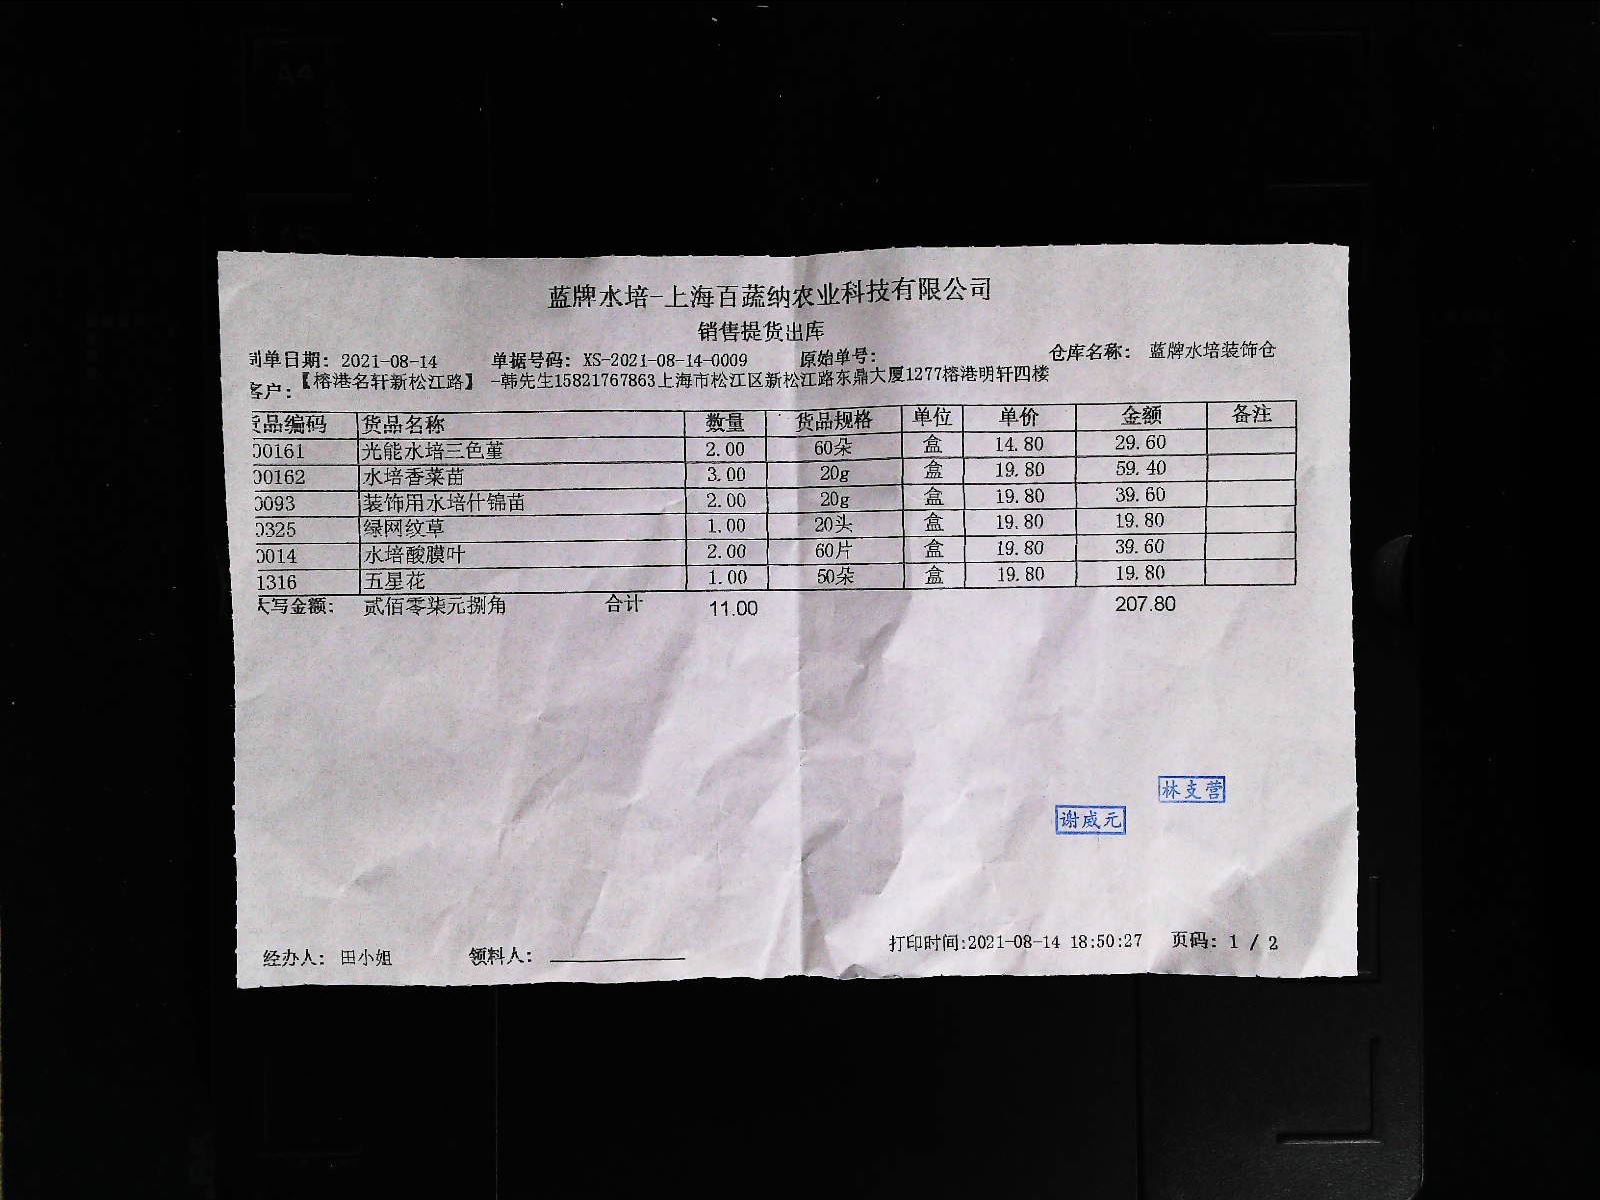 蓝牌水培-上海百蔬纳农业科技有限公司
销售提货出库
制单日期: 2021-08-14 单据号码: XS-2021-08-14-0009 原始单号: 仓库名称: 蓝牌水培装饰仓
客户: 【榕港名轩新松江路】 -韩先生15821767863上海市松江区新松江路东鼎大厦1277榕港明轩四楼
货品编码 货品名称 数量 货品规格 单位 单价 金额 备注
00161 光能水培三色堇 2.00 60朵 盒 14.80 29.60
00162 水培香菜苗 3.00 20g 盒 19.80 59.40
0093 装饰用水培什锦苗 2.00 20g 盒 19.80 39.60
0325 绿网纹草 1.00 20头 盒 19.80 19.80
0014 水培酸膜叶 2.00 60片 盒 19.80 39.60
1316 五星花 1.00 50朵 盒 19.80 19.80
大写金额: 贰佰零柒元捌角 合计 11.00 207.80
林支营
谢威元
经办人: 田小姐 领料人: 打印时间:2021-08-14 18:50:27 页码: 1 / 2